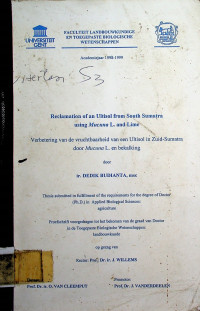 UNIVERSITEIT
GENT
FACULTEIT LANDBOUWKUNDIGE
EN TOEGEPASTE BIOLOGISCHE
WETENSCHAPPEN
Academiejaar 1998-1999
S3
Reclamation of an Ultisol from South Sumatra
using Mucuna L. and Lime
Verbetering van de vruchtbaarheid van een Ultisol in Zuid-Sumatra
door Mucuna L. en bekalking
door
ir. DEDIK BUDIANTA, msc
Thesis submitted in fulfillment of the requirements for the degree of Doctor
(Ph.D.) in Applied Biological Sciences:
agriculture
Proefschrift voorgedragen tot het bekomen van de graad van Doctor
in de Toegepaste Biologische Wetenschappen:
landbouwkunde
op gezag van
Rector: Prof. Dr. ir. J. WILLEMS
Promotor:
Prof. Dr. ir. O. VAN CLEEMPUT
Prof. Dr. J. VANDERDEELEN